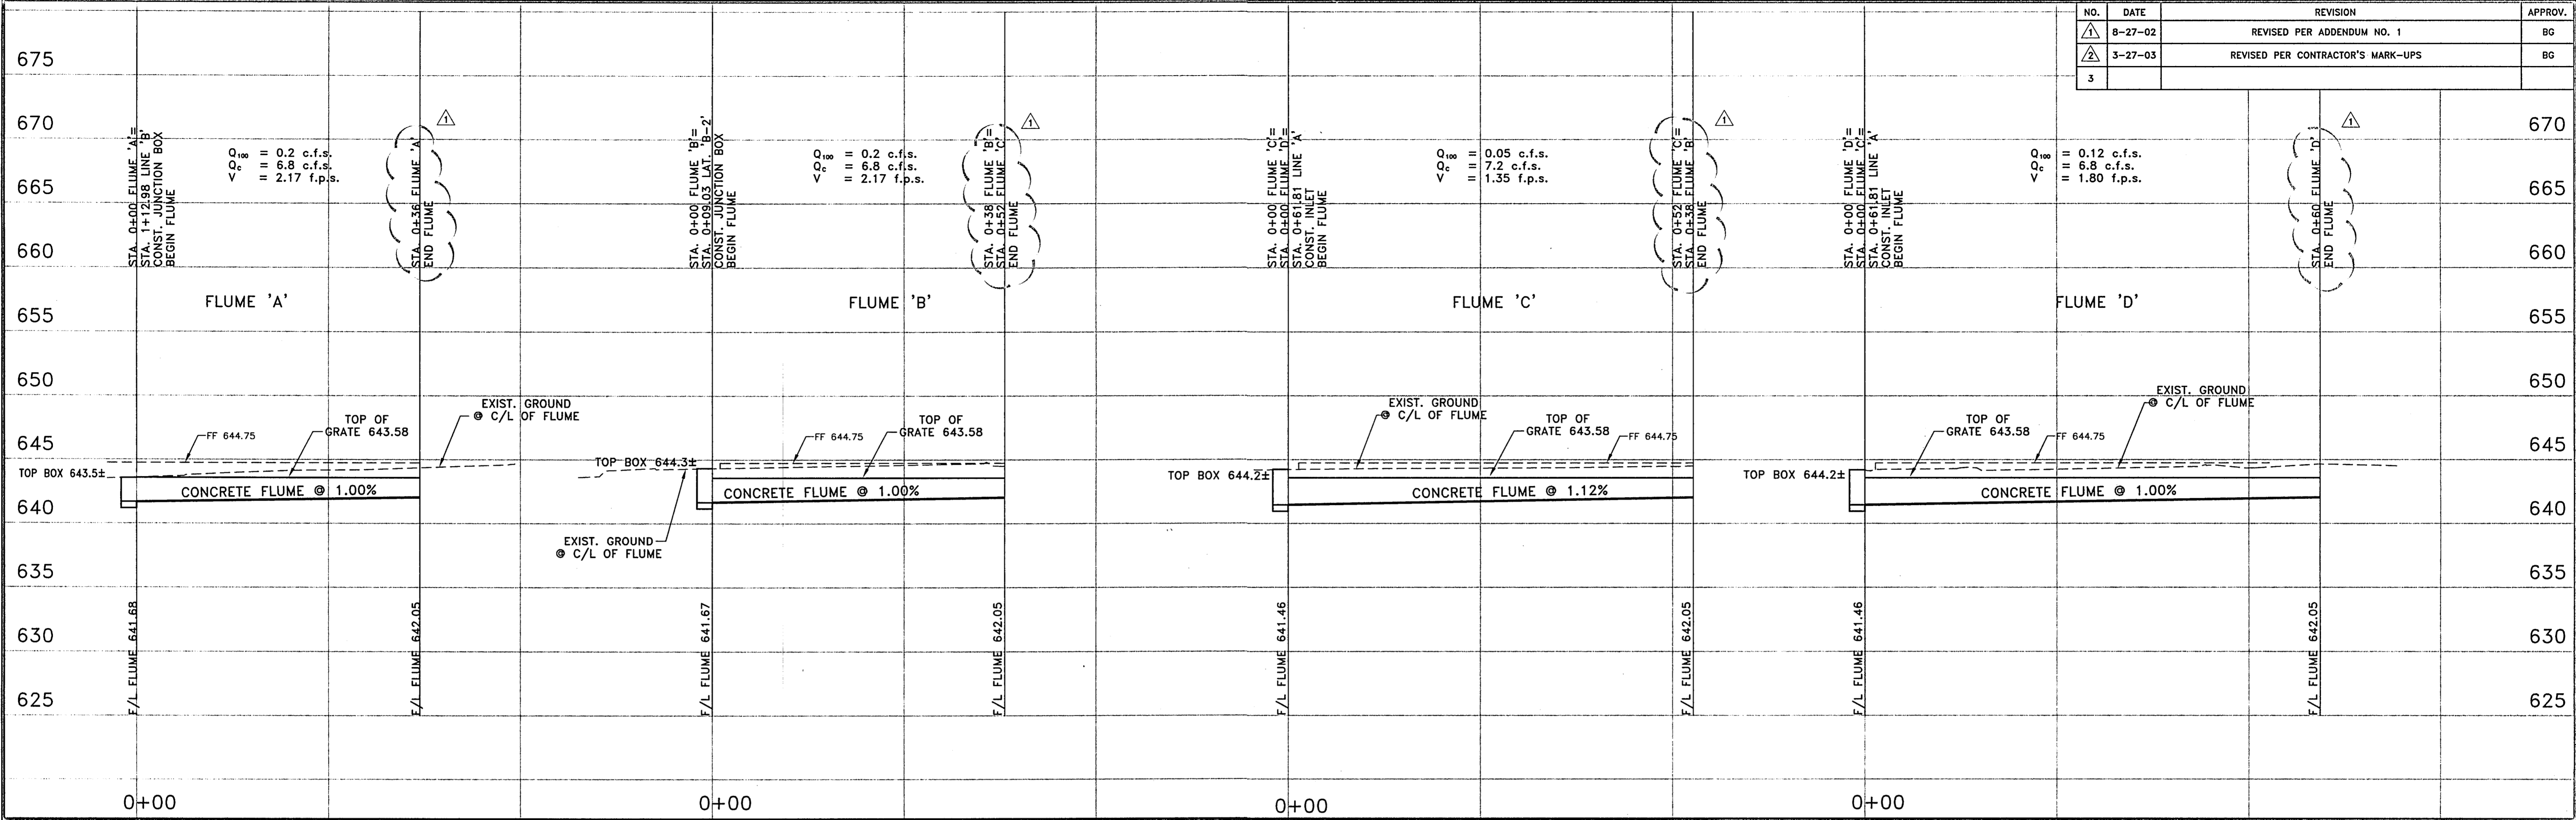 NO. DATE REVISION APPROV.
1 8-27-02 REVISED PER ADDENDUM NO. 1 BG
2 3-27-03 REVISED PER CONTRACTOR'S MARK-UPS BG
3
675
670
665
660
655
650
645
640
635
630
625
STA. 0+00 FLUME 'A'=
STA. 1+12.98 LINE 'B'
CONST. JUNCTION BOX
BEGIN FLUME
Q₁₀₀ = 0.2 c.f.s.
Qc = 6.8 c.f.s.
V = 2.17 f.p.s.
STA. 0+36 FLUME 'A'
END FLUME
1
FLUME 'A'
EXIST. GROUND
@ C/L OF FLUME
TOP OF
GRATE 643.58
FF 644.75
TOP BOX 643.5±
CONCRETE FLUME @ 1.00%
F/L FLUME 641.68
F/L FLUME 642.05
0+00
STA. 0+00 FLUME 'B'=
STA. 0+09.03 LAT. 'B-2'
CONST. JUNCTION BOX
BEGIN FLUME
Q₁₀₀ = 0.2 c.f.s.
Qc = 6.8 c.f.s.
V = 2.17 f.p.s.
STA. 0+38 FLUME 'B'=
STA. 0+52 FLUME 'C'
END FLUME
1
FLUME 'B'
TOP OF
GRATE 643.58
FF 644.75
TOP BOX 644.3±
CONCRETE FLUME @ 1.00%
EXIST. GROUND
@ C/L OF FLUME
F/L FLUME 641.67
F/L FLUME 642.05
0+00
STA. 0+00 FLUME 'C'=
STA. 0+00 FLUME 'D'=
STA. 0+61.81 LINE 'A'
CONST. INLET
BEGIN FLUME
Q₁₀₀ = 0.05 c.f.s.
Qc = 7.2 c.f.s.
V = 1.35 f.p.s.
STA. 0+52 FLUME 'C'=
STA. 0+38 FLUME 'B'
END FLUME
1
FLUME 'C'
EXIST. GROUND
@ C/L OF FLUME
TOP OF
GRATE 643.58
FF 644.75
TOP BOX 644.2±
CONCRETE FLUME @ 1.12%
F/L FLUME 641.46
F/L FLUME 642.05
0+00
STA. 0+00 FLUME 'D'=
STA. 0+00 FLUME 'C'=
STA. 0+61.81 LINE 'A'
CONST. INLET
BEGIN FLUME
Q₁₀₀ = 0.12 c.f.s.
Qc = 6.8 c.f.s.
V = 1.80 f.p.s.
STA. 0+60 FLUME 'D'
END FLUME
1
FLUME 'D'
EXIST. GROUND
@ C/L OF FLUME
TOP OF
GRATE 643.58
FF 644.75
TOP BOX 644.2±
CONCRETE FLUME @ 1.00%
F/L FLUME 641.46
F/L FLUME 642.05
0+00
670
665
660
655
650
645
640
635
630
625